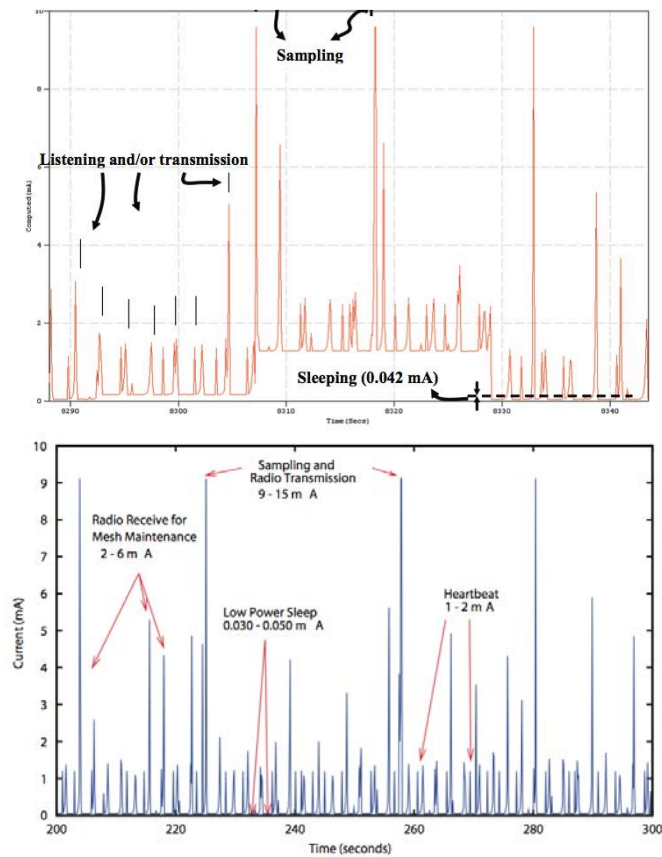 10
Sampling
8
6
Listening and/or transmission
Computed (mA)
4
2
Sleeping (0.042 mA)
0
8290 8300 8310 8320 8330 8340
Time (Secs)
10
Sampling and
Radio Transmission
9 - 15 m A
9
8
Radio Receive for
Mesh Maintenance
2 - 6 m A
7
6
Low Power Sleep
0.030 - 0.050 m A
Heartbeat
1 - 2 m A
Current (mA)
5
4
3
2
1
0
200 220 240 260 280 300
Time (seconds)